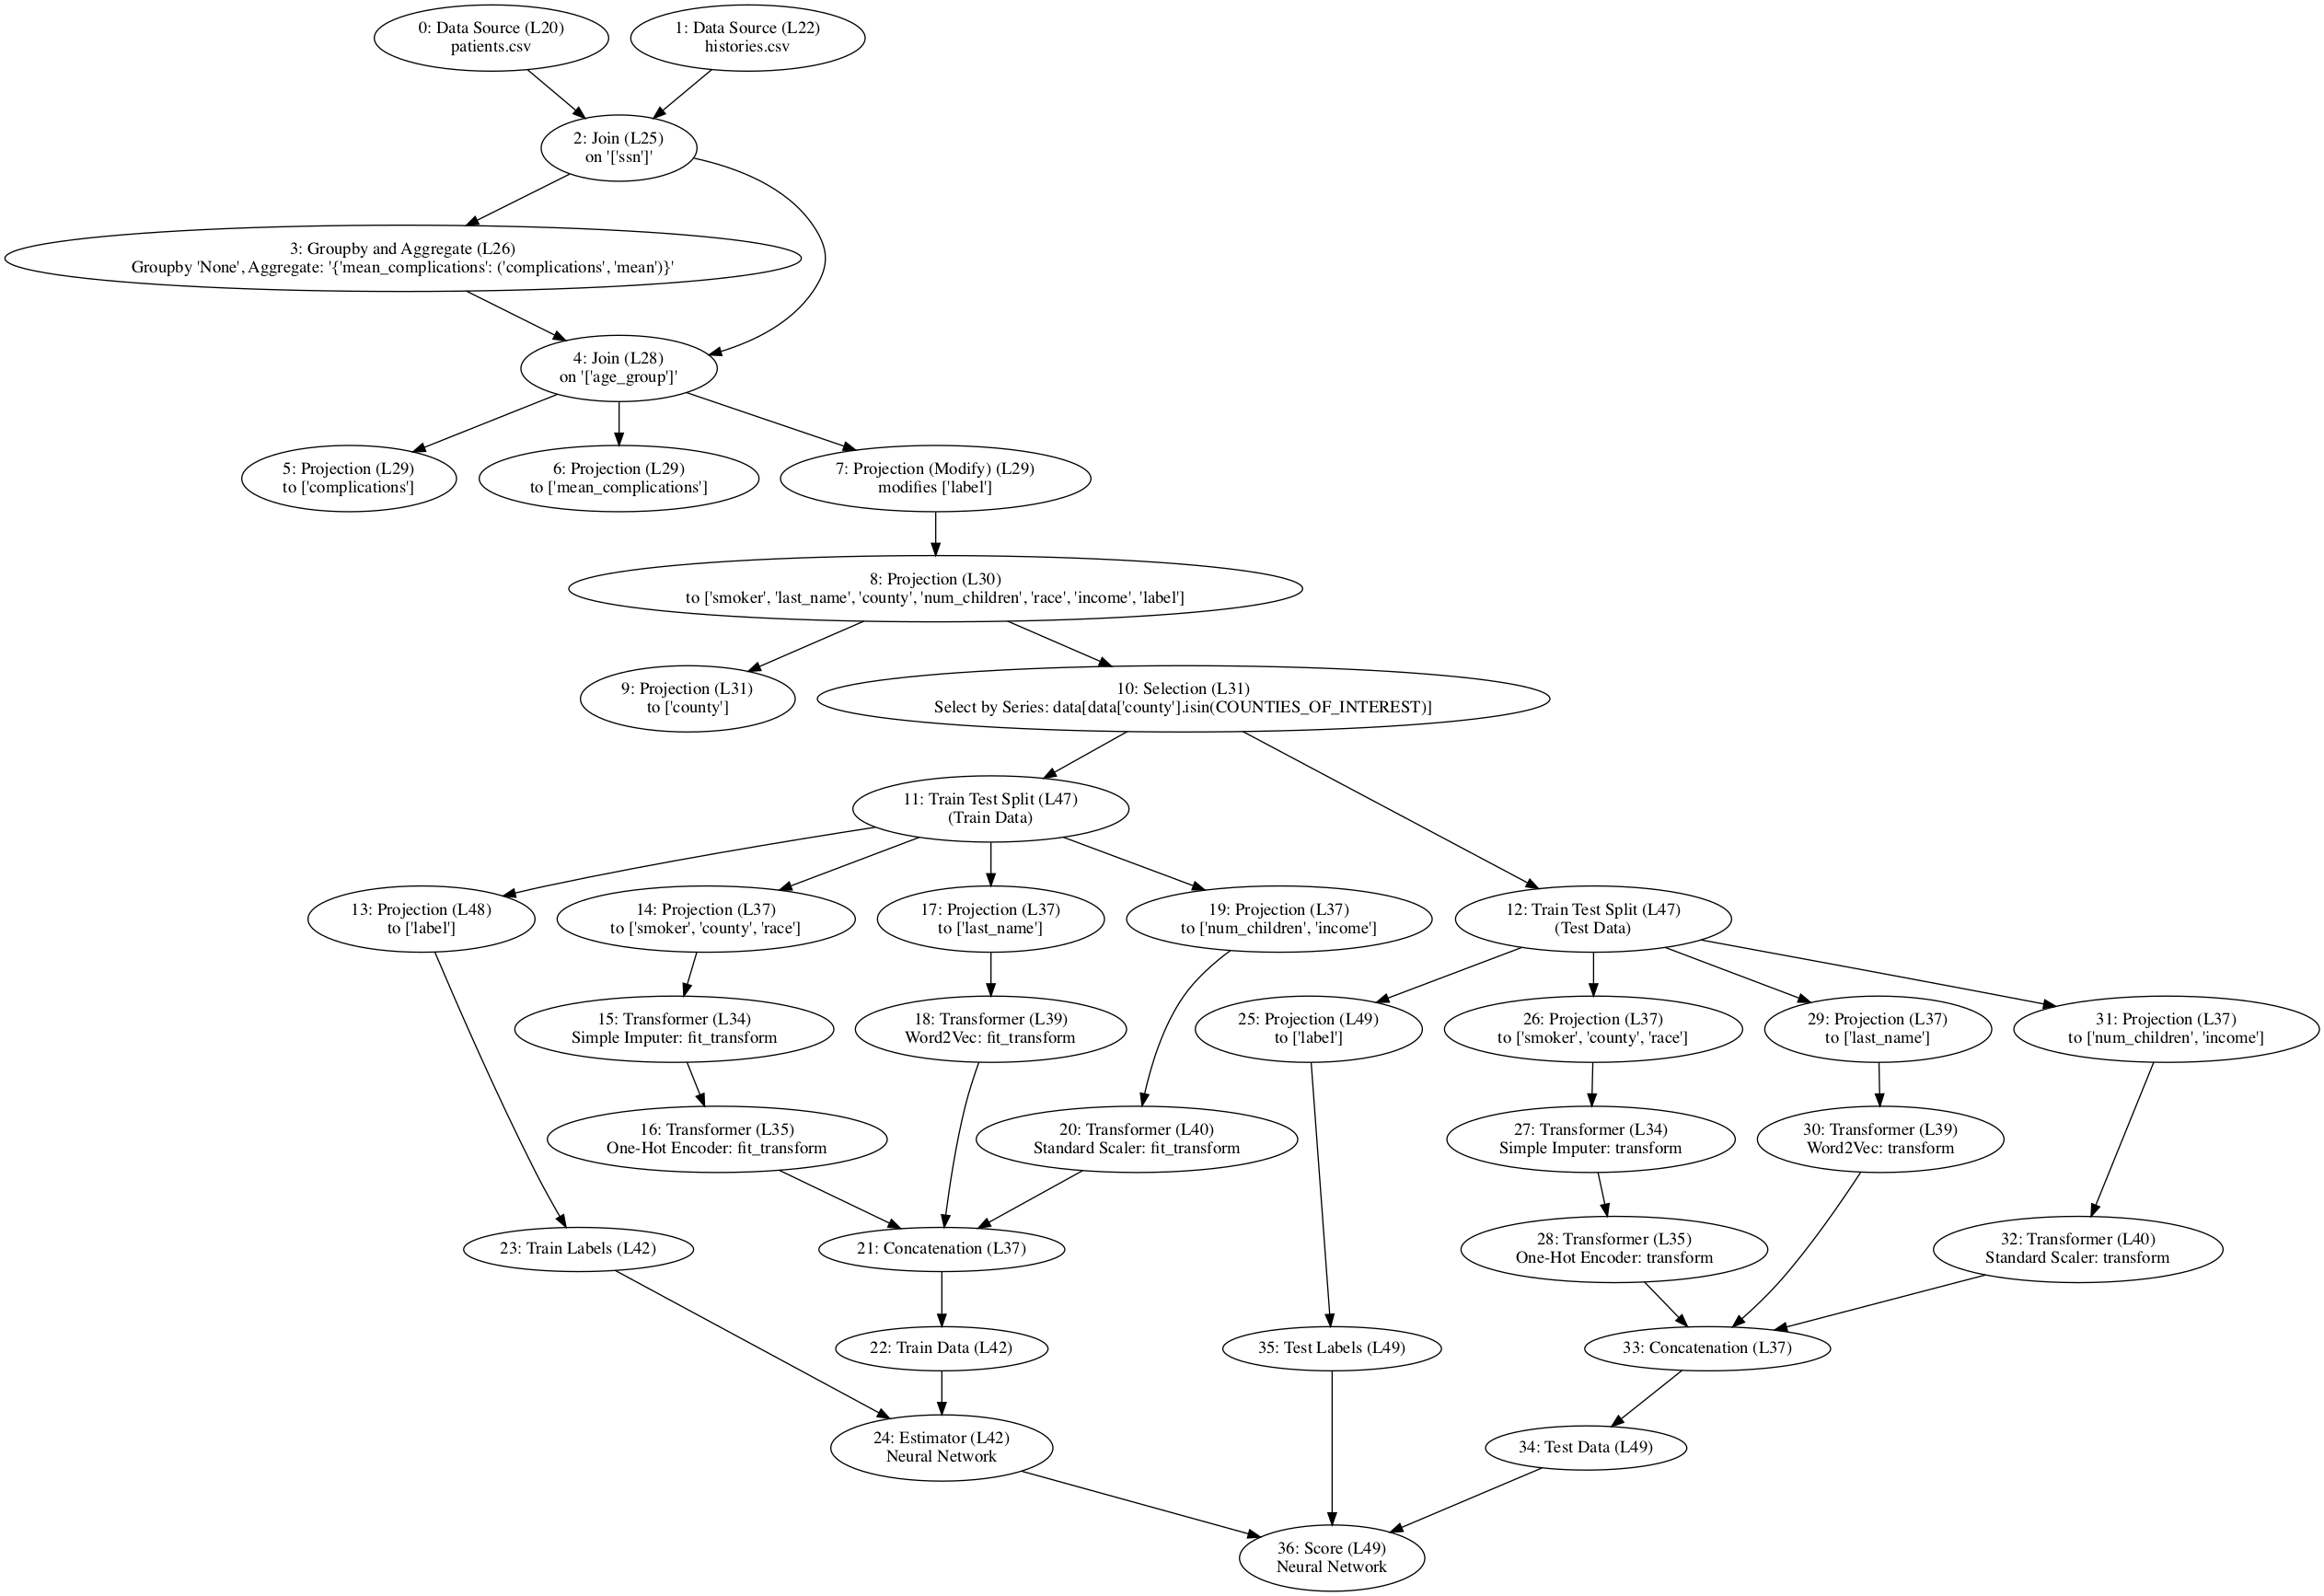 0: Data Source (L20)
patients.csv
1: Data Source (L22)
histories.csv
2: Join (L25)
on '['ssn']'
3: Groupby and Aggregate (L26)
Groupby 'None', Aggregate: '{'mean_complications': ('complications', 'mean')}'
4: Join (L28)
on '['age_group']'
5: Projection (L29)
to ['complications']
6: Projection (L29)
to ['mean_complications']
7: Projection (Modify) (L29)
modifies ['label']
8: Projection (L30)
to ['smoker', 'last_name', 'county', 'num_children', 'race', 'income', 'label']
9: Projection (L31)
to ['county']
10: Selection (L31)
Select by Series: data[data['county'].isin(COUNTIES_OF_INTEREST)]
11: Train Test Split (L47)
(Train Data)
13: Projection (L48)
to ['label']
14: Projection (L37)
to ['smoker', 'county', 'race']
17: Projection (L37)
to ['last_name']
19: Projection (L37)
to ['num_children', 'income']
12: Train Test Split (L47)
(Test Data)
15: Transformer (L34)
Simple Imputer: fit_transform
18: Transformer (L39)
Word2Vec: fit_transform
25: Projection (L49)
to ['label']
26: Projection (L37)
to ['smoker', 'county', 'race']
29: Projection (L37)
to ['last_name']
31: Projection (L37)
to ['num_children', 'income']
16: Transformer (L35)
One-Hot Encoder: fit_transform
20: Transformer (L40)
Standard Scaler: fit_transform
27: Transformer (L34)
Simple Imputer: transform
30: Transformer (L39)
Word2Vec: transform
23: Train Labels (L42)
21: Concatenation (L37)
28: Transformer (L35)
One-Hot Encoder: transform
32: Transformer (L40)
Standard Scaler: transform
22: Train Data (L42)
35: Test Labels (L49)
33: Concatenation (L37)
24: Estimator (L42)
Neural Network
34: Test Data (L49)
36: Score (L49)
Neural Network